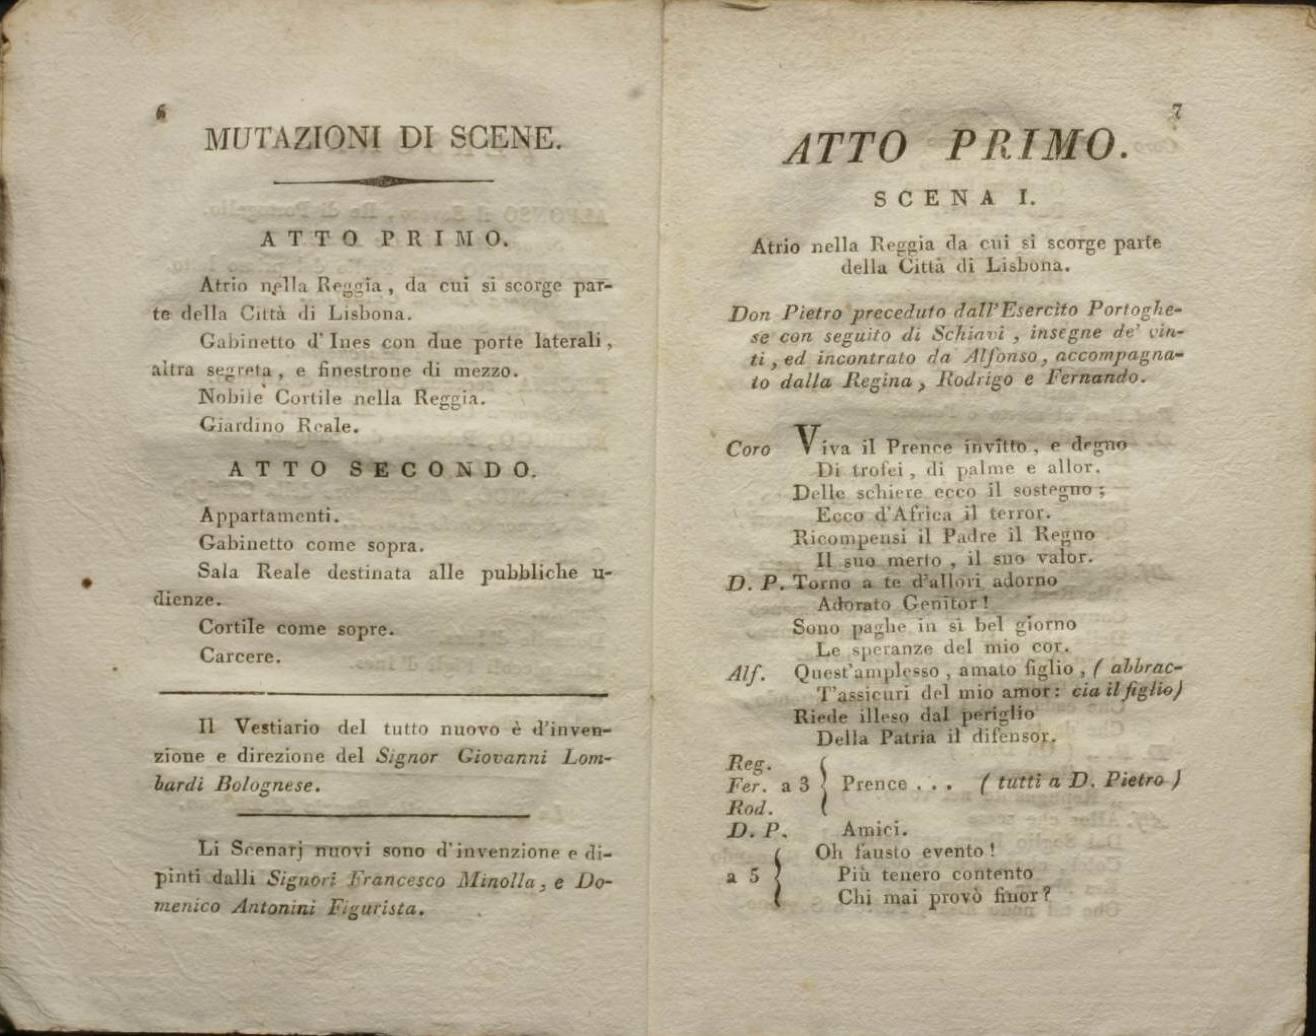 6
MUTAZIONI DI SCENE.
ATTO PRIMO.
Atrio nella Reggia, da cui si scorge par-
te della Città di Lisbona.
Gabinetto d'Ines con due porte laterali,
altra segreta, e finestrone di mezzo.
Nobile Cortile nella Reggia.
Giardino Reale.
ATTO SECONDO.
Appartamenti.
Gabinetto come sopra.
Sala Reale destinata alle pubbliche u-
dienze.
Cortile come sopre.
Carcere.
Il Vestiario del tutto nuovo è d'inven-
zione e direzione del Signor Giovanni Lom-
bardi Bolognese.
Li Scenarj nuovi sono d'invenzione e di-
pinti dalli Signori Francesco Minolla, e Do-
menico Antonini Figurista.
7
ATTO PRIMO.
SCENA I.
Atrio nella Reggia da cui si scorge parte
della Città di Lisbona.
Don Pietro preceduto dall'Esercito Portoghe-
se con seguito di Schiavi, insegne de' vin-
ti, ed incontrato da Alfonso, accompagna-
to dalla Regina, Rodrigo e Fernando.
Coro Viva il Prence invitto, e degno
Di trofei, di palme e allor.
Delle schiere ecco il sostegno;
Ecco d'Africa il terror.
Ricompensi il Padre il Regno
Il suo merto, il suo valor.
D. P. Torno a te d'allori adorno
Adorato Genitor!
Sono paghe in sì bel giorno
Le speranze del mio cor.
Alf. Quest'amplesso, amato figlio, (abbrac-
T'assicuri del mio amor: cia il figlio)
Riede illeso dal periglio
Della Patria il difensor.
Reg.
Fer. a 3 { Prence... (tutti a D. Pietro)
Rod.
D. P. Amici.
Oh fausto evento!
a 5 { Più tenero contento
Chi mai provò finor?